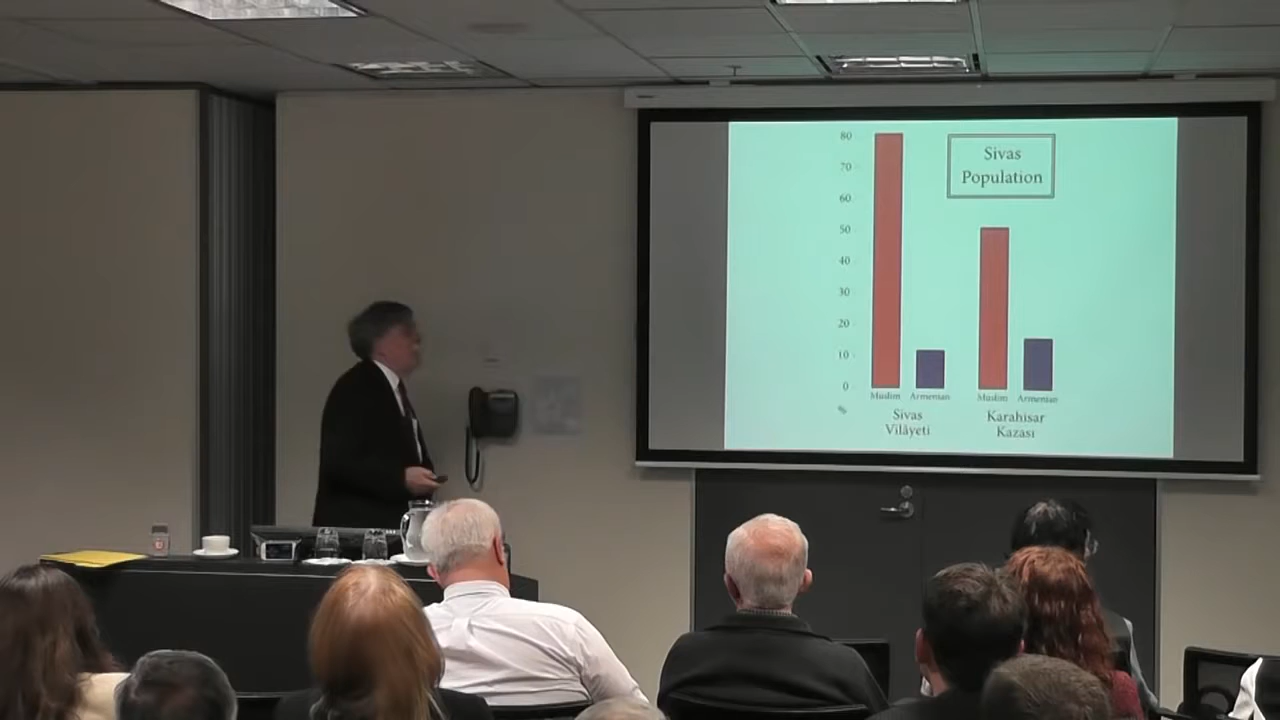 Sivas
Population
80
70
60
50
40
30
20
10
0
%
Muslim Armenian Muslim Armenian
Sivas Vilâyeti
Karahisar Kazası